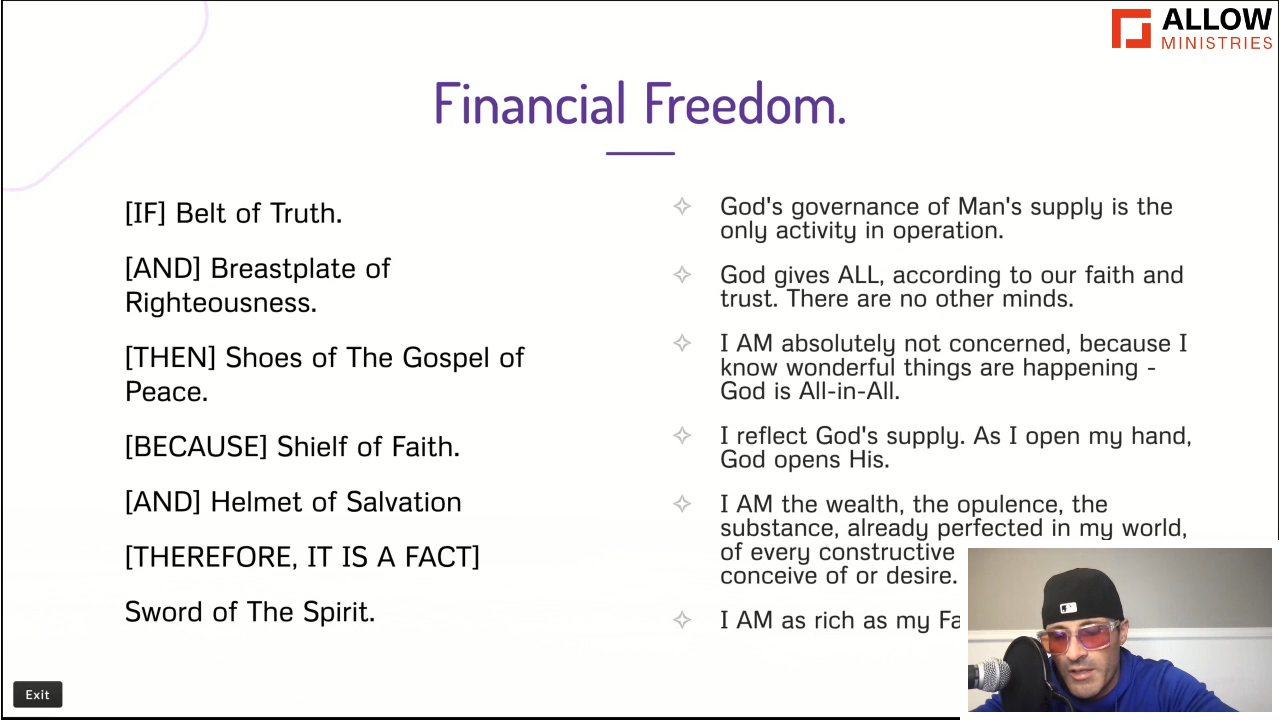 ALLOW
MINISTRIES
Financial Freedom.
[IF] Belt of Truth.
[AND] Breastplate of
Righteousness.
[THEN] Shoes of The Gospel of
Peace.
[BECAUSE] Shielf of Faith.
[AND] Helmet of Salvation
[THEREFORE, IT IS A FACT]
Sword of The Spirit.
God's governance of Man's supply is the
only activity in operation.
God gives ALL, according to our faith and
trust. There are no other minds.
I AM absolutely not concerned, because I
know wonderful things are happening -
God is All-in-All.
I reflect God's supply. As I open my hand,
God opens His.
I AM the wealth, the opulence, the
substance, already perfected in my world,
of every constructive
conceive of or desire.
I AM as rich as my Fa
Exit